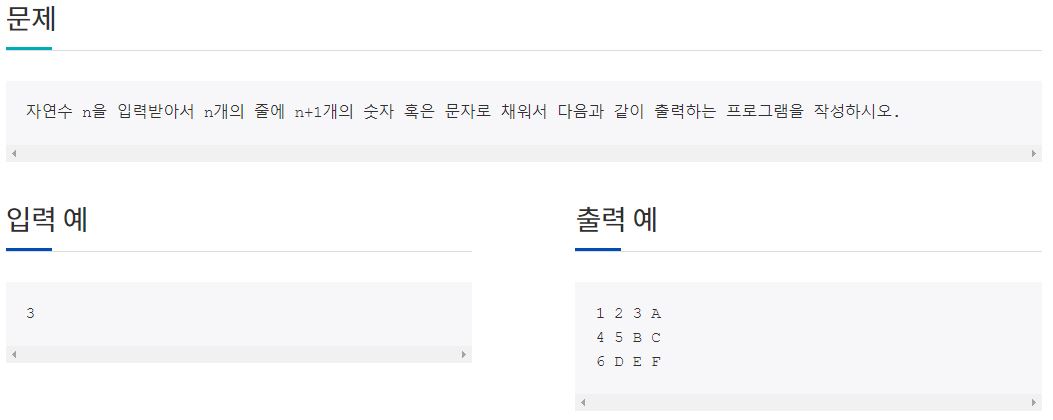 문제
자연수 n을 입력받아서 n개의 줄에 n+1개의 숫자 혹은 문자로 채워서 다음과 같이 출력하는 프로그램을 작성하시오.
입력 예
3
출력 예
1 2 3 A
4 5 B C
6 D E F